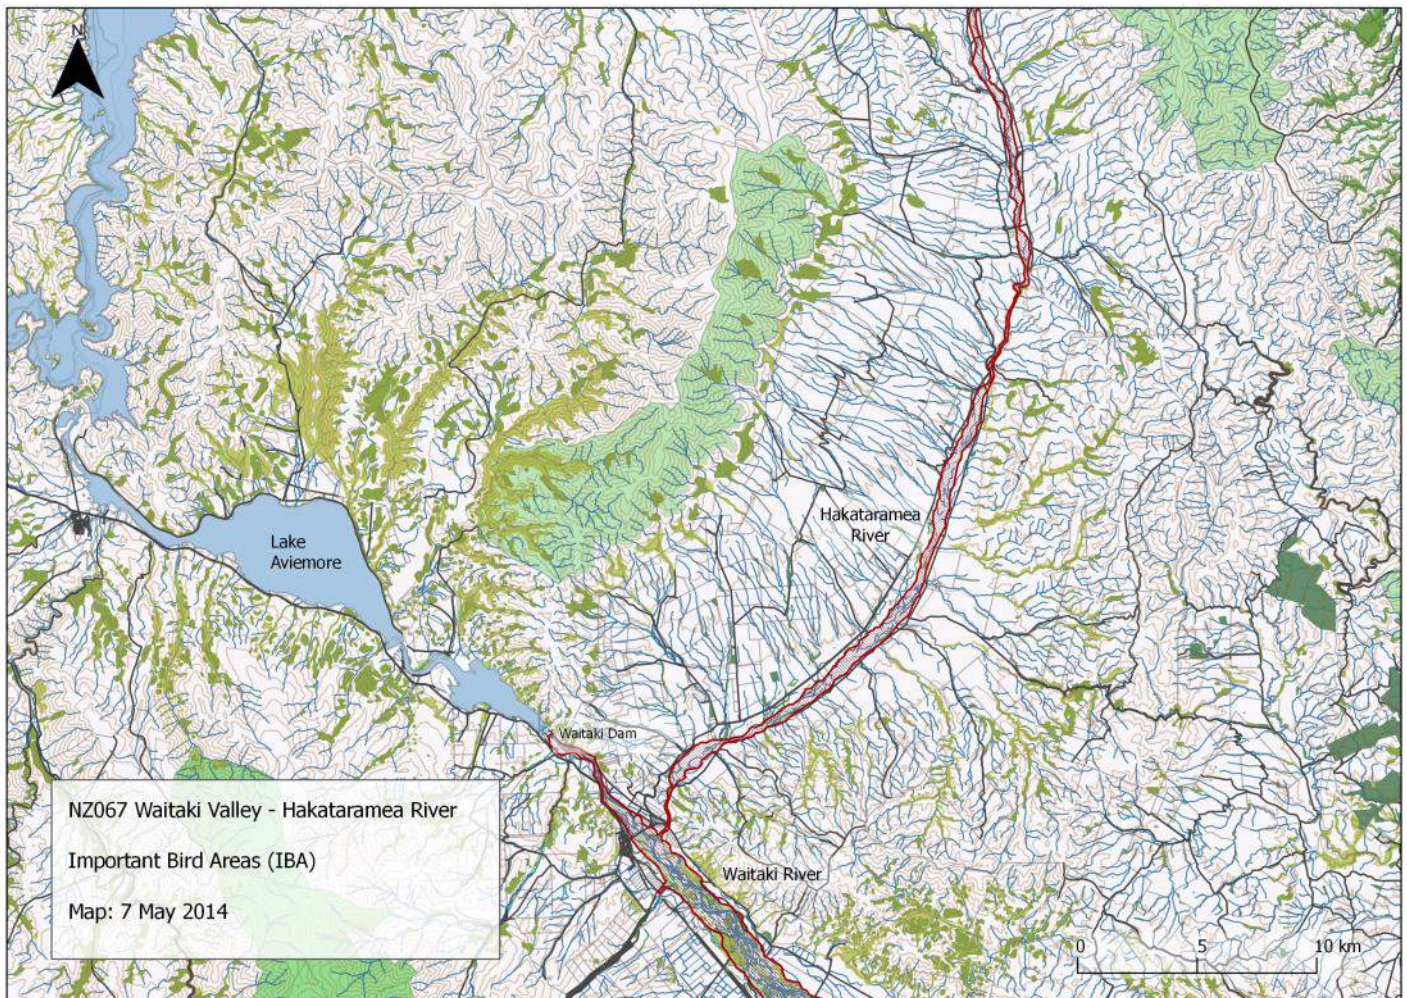 N
Hakataramea
River
Lake
Aviemore
Waitaki Dam
NZ067 Waitaki Valley - Hakataramea River
Important Bird Areas (IBA)
Map: 7 May 2014
Waitaki River
0 5 10 km